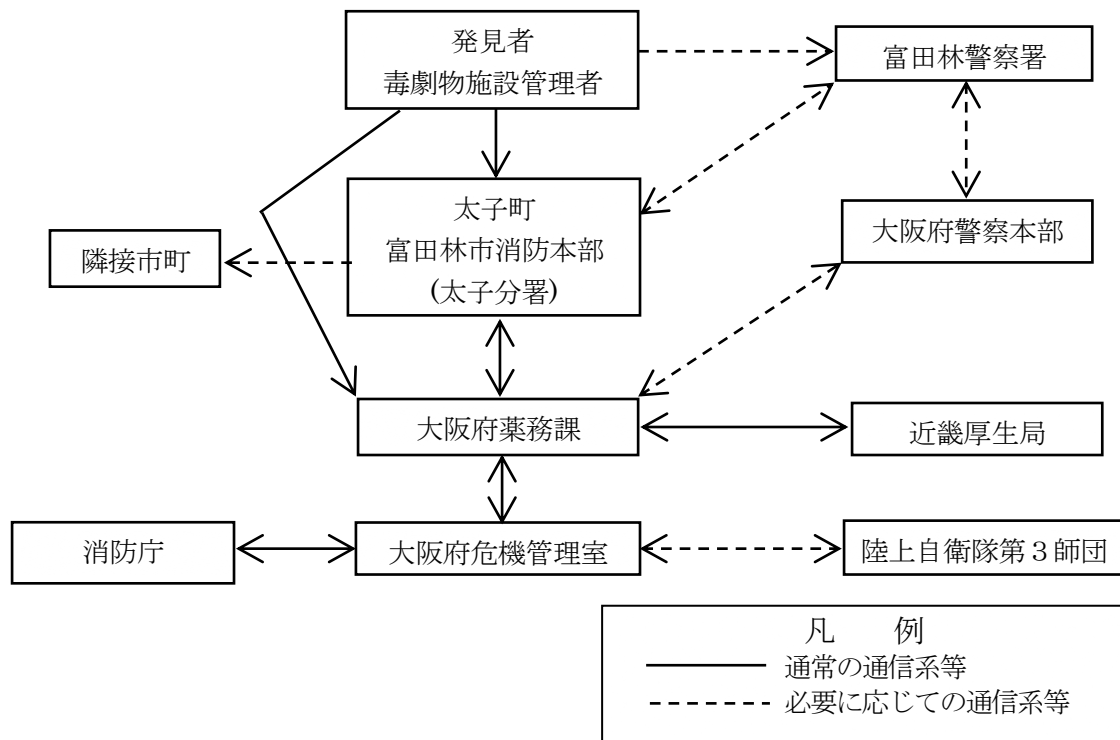 発見者
毒劇物施設管理者
富田林警察署
太子町
富田林市消防本部
(太子分署)
隣接市町
大阪府警察本部
大阪府薬務課
近畿厚生局
消防庁
大阪府危機管理室
陸上自衛隊第3師団
凡　例
通常の通信系等
必要に応じての通信系等